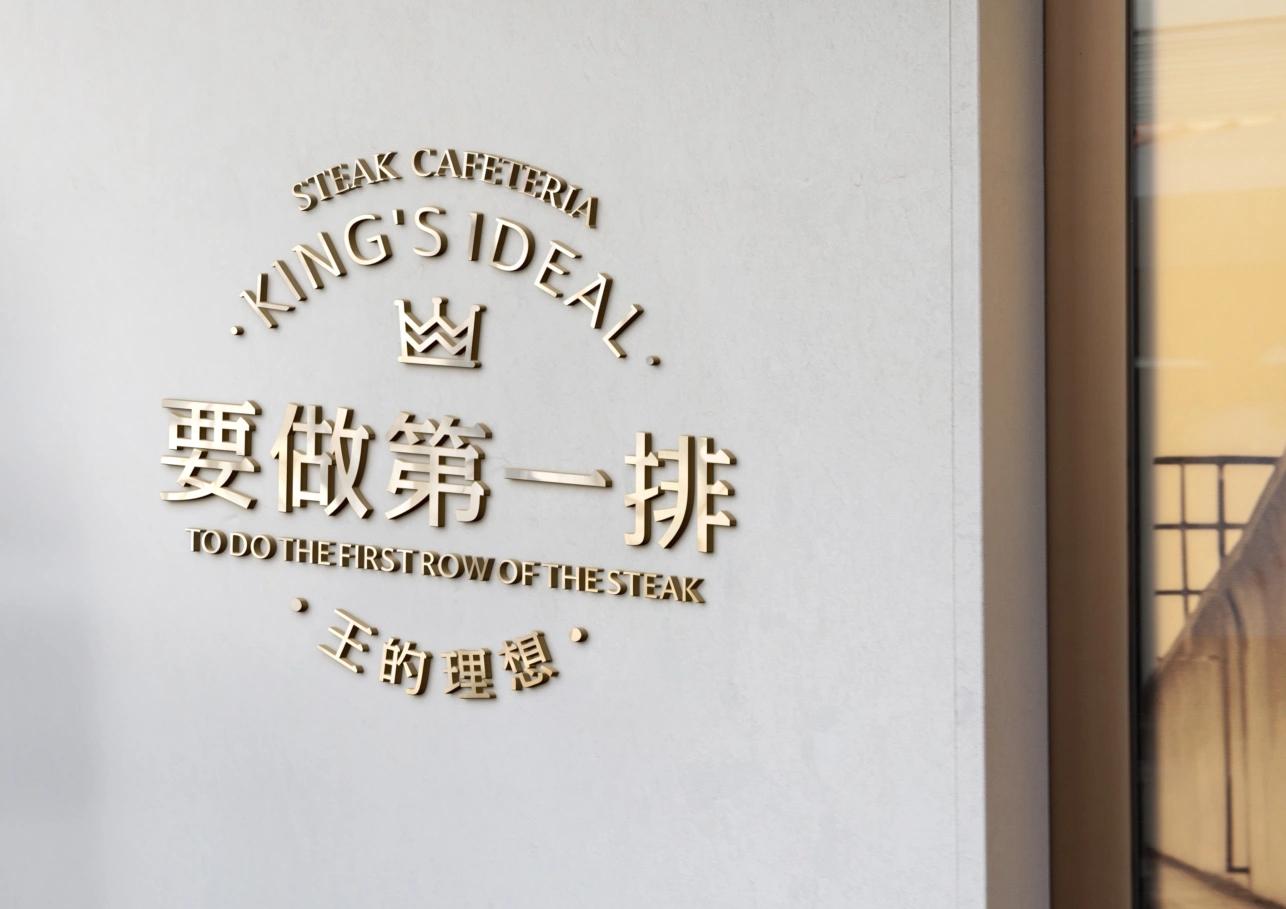 STEAK CAFETERIA
·KING'S IDEAL·
要做第一排
TO DO THE FIRST ROW OF THE STEAK
·王的理想·